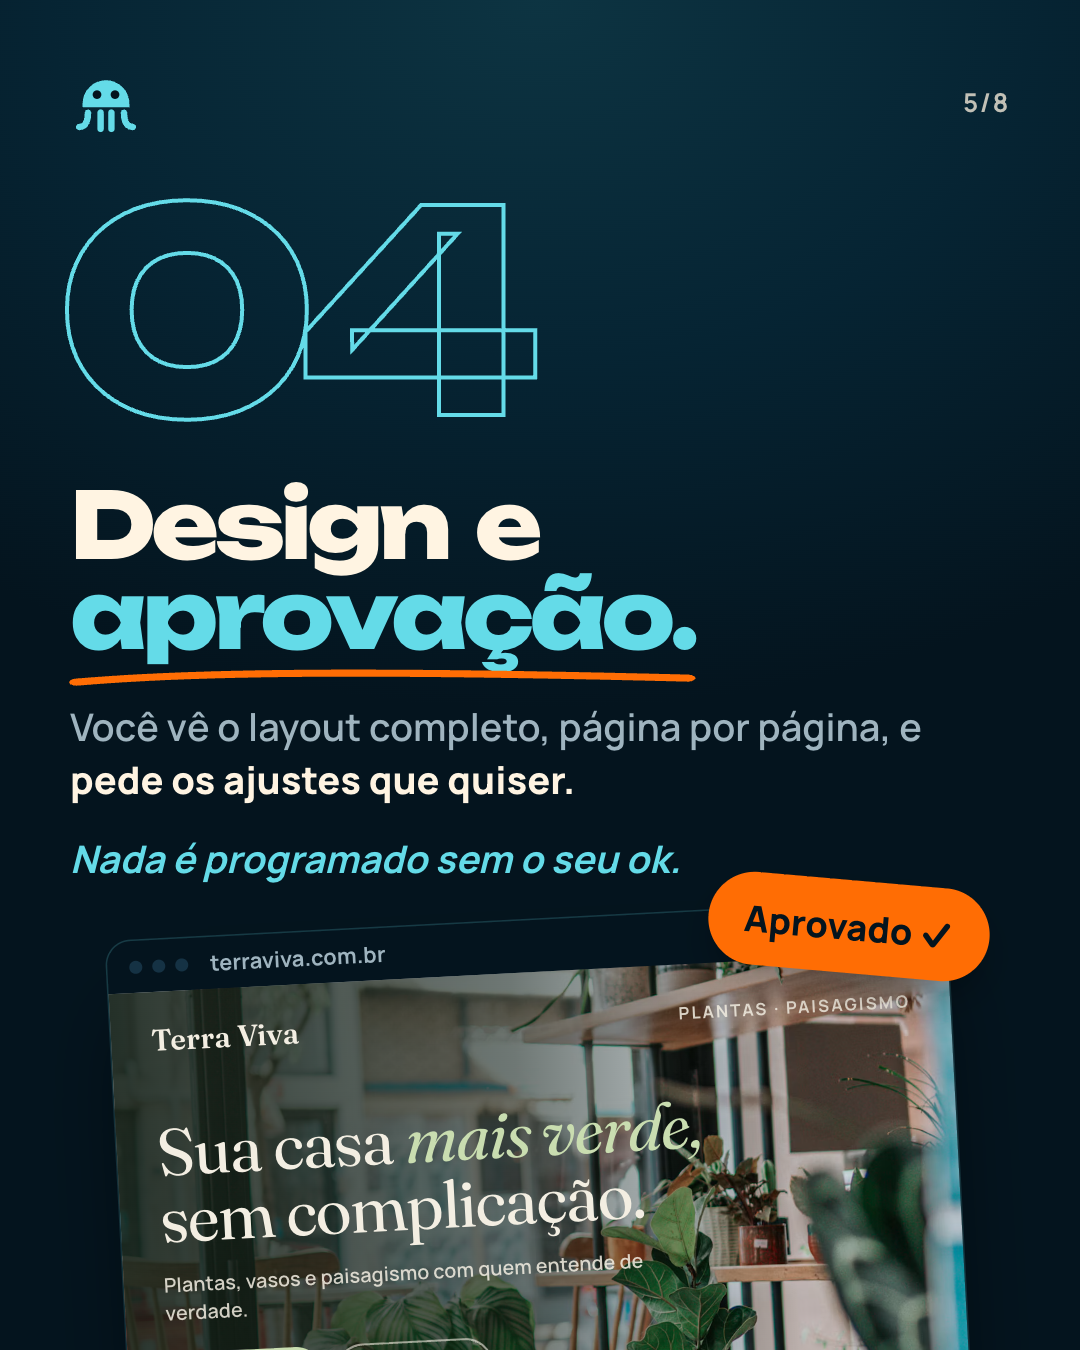 5/8
04
Design e
aprovação.
Você vê o layout completo, página por página, e
pede os ajustes que quiser.
Nada é programado sem o seu ok.
Aprovado ✓
terraviva.com.br
PLANTAS · PAISAGISMO
Terra Viva
Sua casa mais verde,
sem complicação.
Plantas, vasos e paisagismo com quem entende de
verdade.